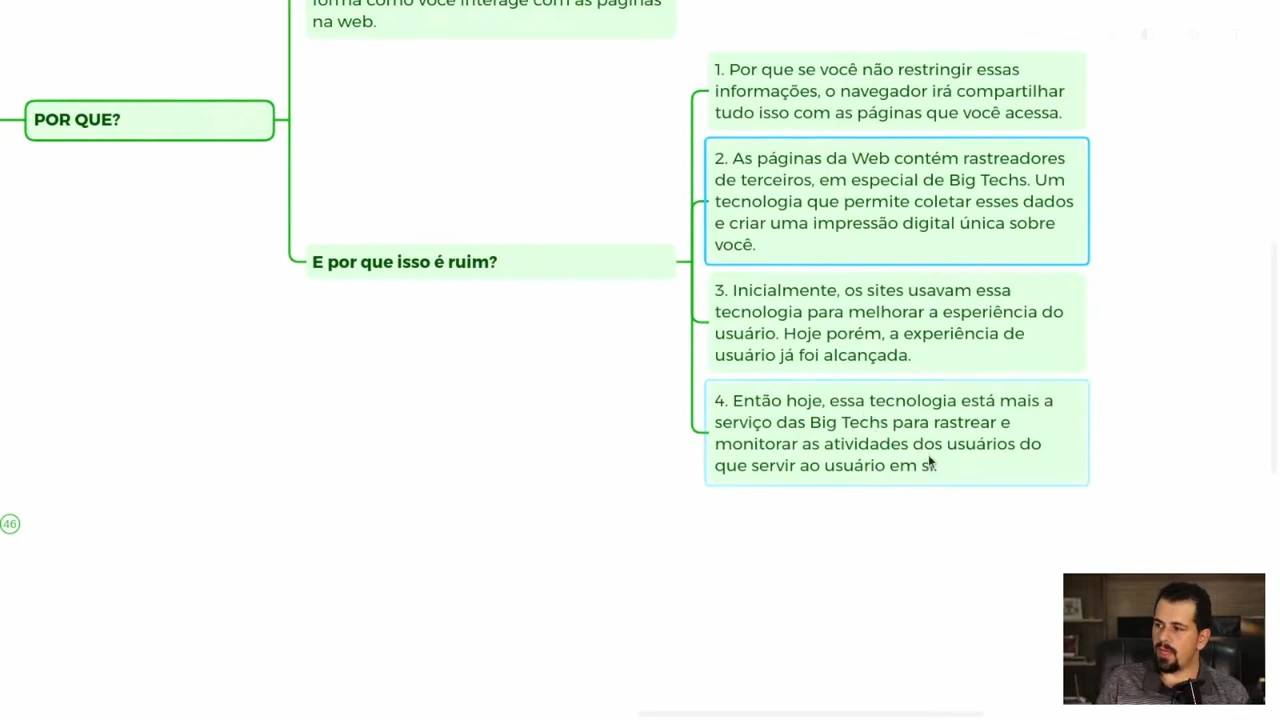 forma como você interage com as páginas
na web.
POR QUE?
E por que isso é ruim?
1. Por que se você não restringir essas
informações, o navegador irá compartilhar
tudo isso com as páginas que você acessa.
2. As páginas da Web contém rastreadores
de terceiros, em especial de Big Techs. Um
tecnologia que permite coletar esses dados
e criar uma impressão digital única sobre
você.
3. Inicialmente, os sites usavam essa
tecnologia para melhorar a esperiência do
usuário. Hoje porém, a experiência de
usuário já foi alcançada.
4. Então hoje, essa tecnologia está mais a
serviço das Big Techs para rastrear e
monitorar as atividades dos usuários do
que servir ao usuário em si.
46